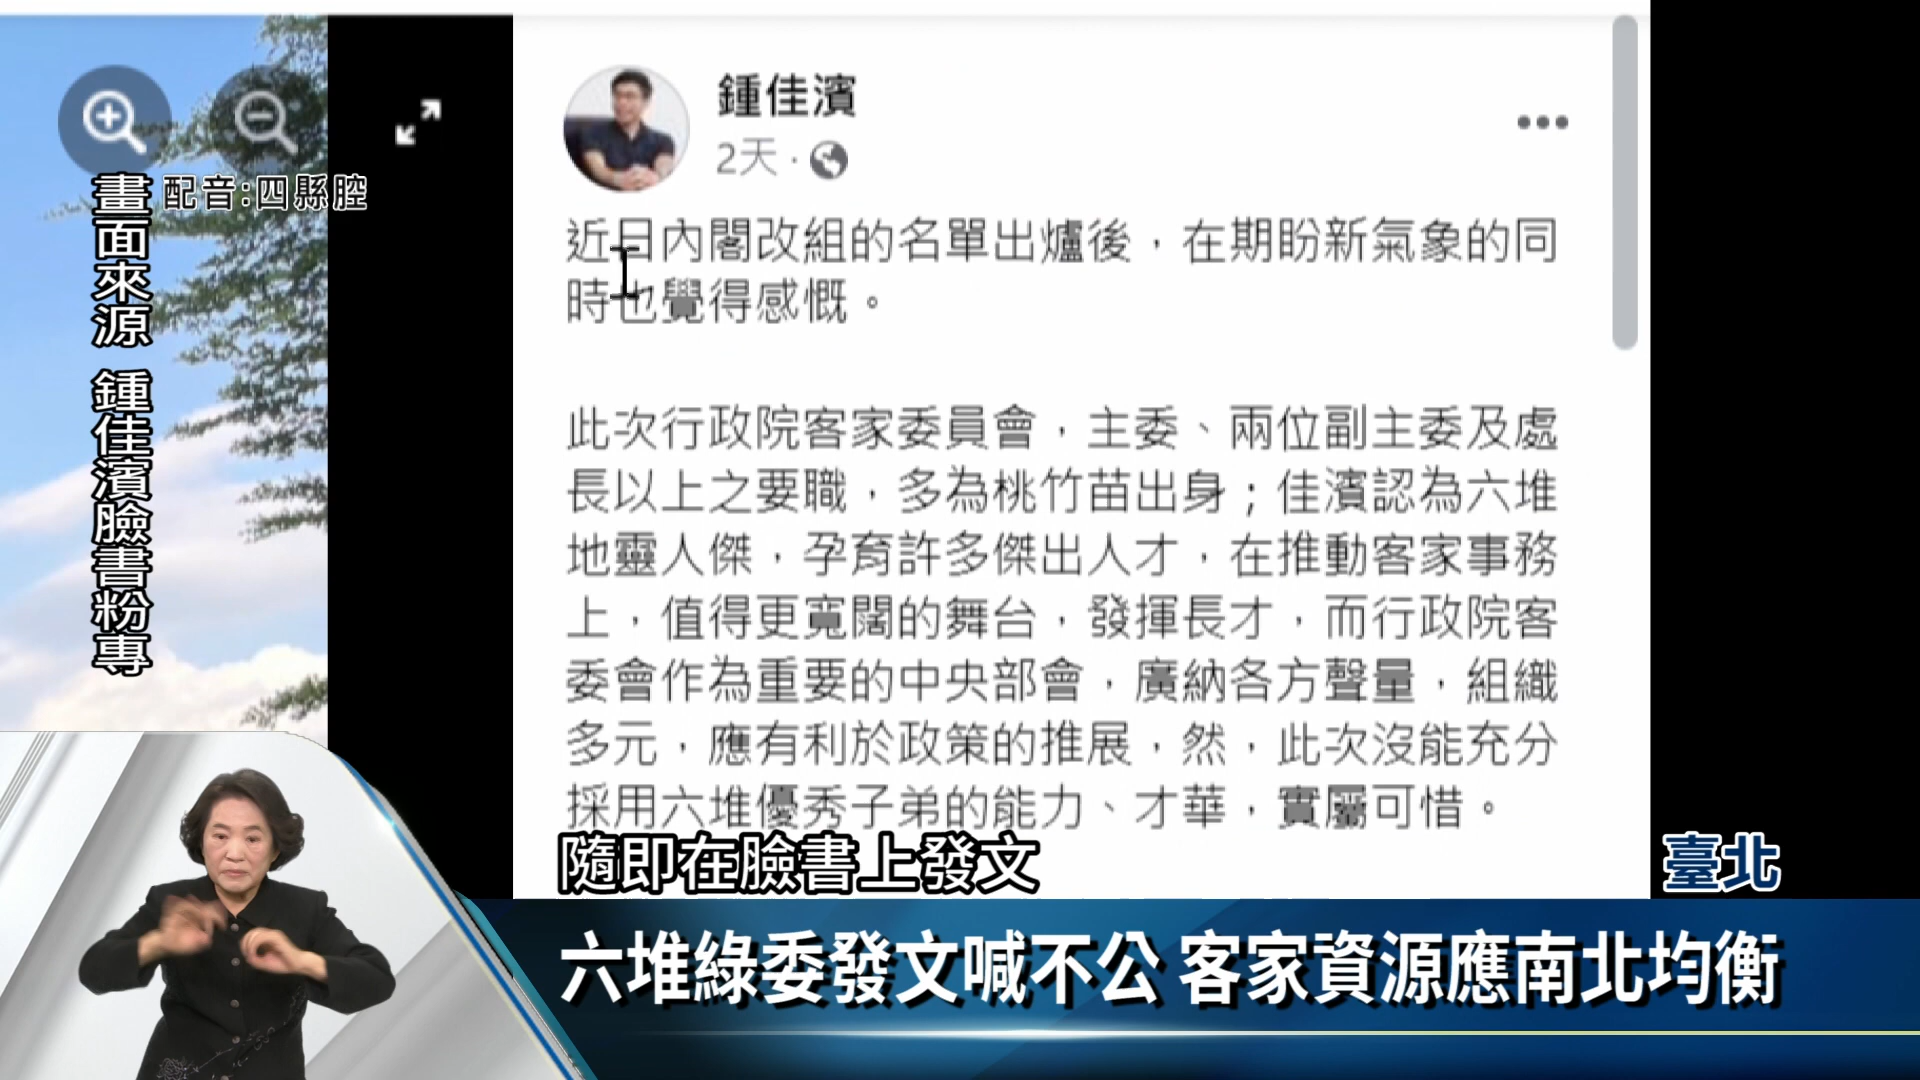 鍾佳濱
2天·
配音:四縣腔
畫面來源 鍾佳濱臉書粉專
近日內閣改組的名單出爐後，在期盼新氣象的同
時也覺得感慨。
此次行政院客家委員會，主委、兩位副主委及處
長以上之要職，多為桃竹苗出身；佳濱認為六堆
地靈人傑，孕育許多傑出人才，在推動客家事務
上，值得更寬闊的舞台，發揮長才，而行政院客
委會作為重要的中央部會，廣納各方聲量，組織
多元，應有利於政策的推展，然，此次沒能充分
採用六堆優秀子弟的能力、才華，實屬可惜。
隨即在臉書上發文
臺北
六堆綠委發文喊不公 客家資源應南北均衡